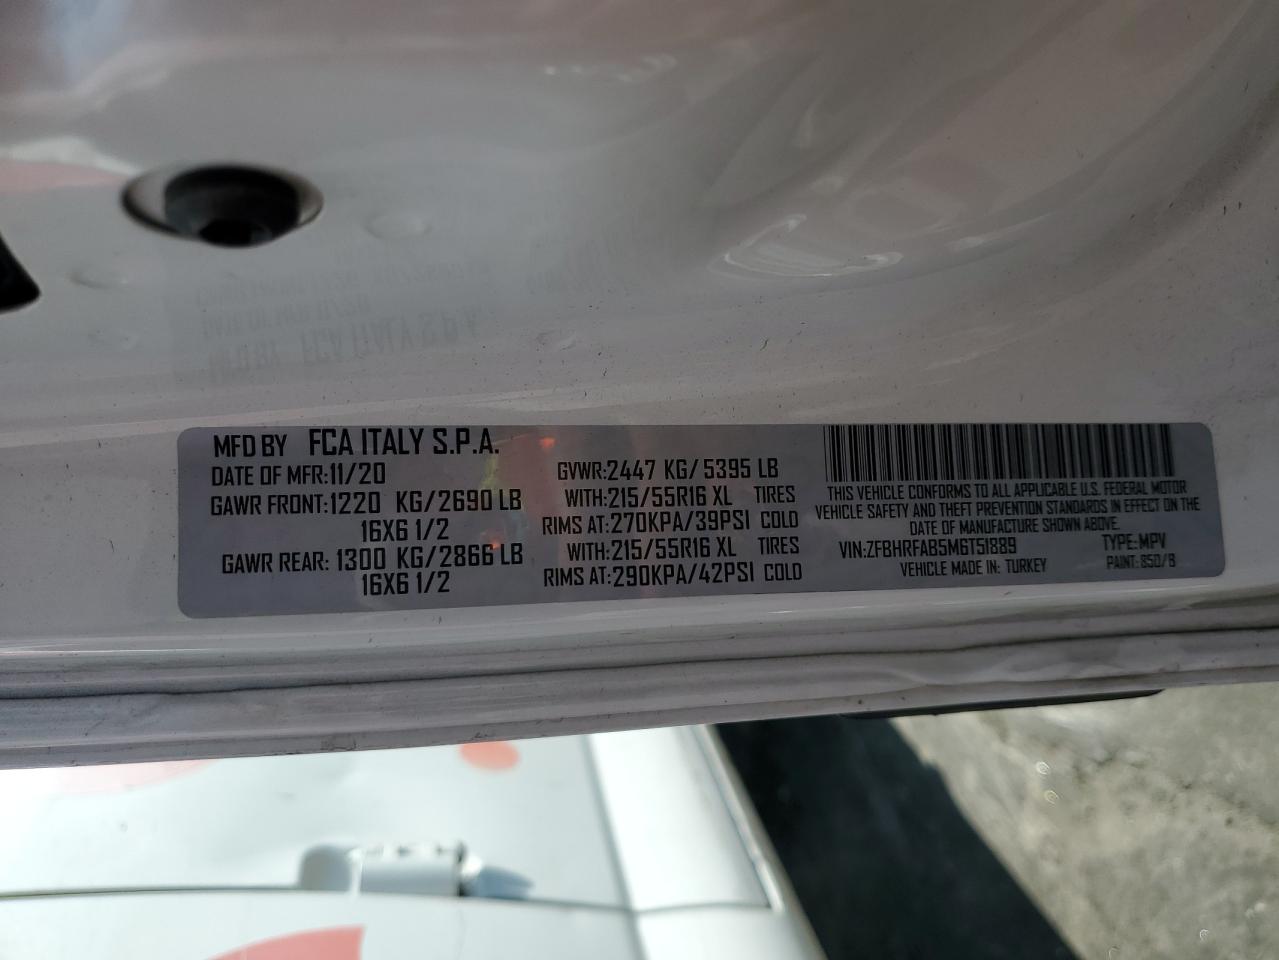 MFD BY FCA ITALY S.P.A.
DATE OF MFR:11/20
GAWR FRONT:1220 KG/2690 LB
16X6 1/2
GAWR REAR: 1300 KG/2866 LB
16X6 1/2
GVWR:2447 KG/ 5395 LB
WITH:215/55R16 XL TIRES
RIMS AT:270KPA/39PSI COLD
WITH:215/55R16 XL TIRES
RIMS AT:290KPA/42PSI COLD
THIS VEHICLE CONFORMS TO ALL APPLICABLE U.S. FEDERAL MOTOR
VEHICLE SAFETY AND THEFT PREVENTION STANDARDS IN EFFECT ON THE
DATE OF MANUFACTURE SHOWN ABOVE.
VIN:ZFBHRFAB5M6T51889 TYPE:MPV
VEHICLE MADE IN: TURKEY PAINT: 850/B